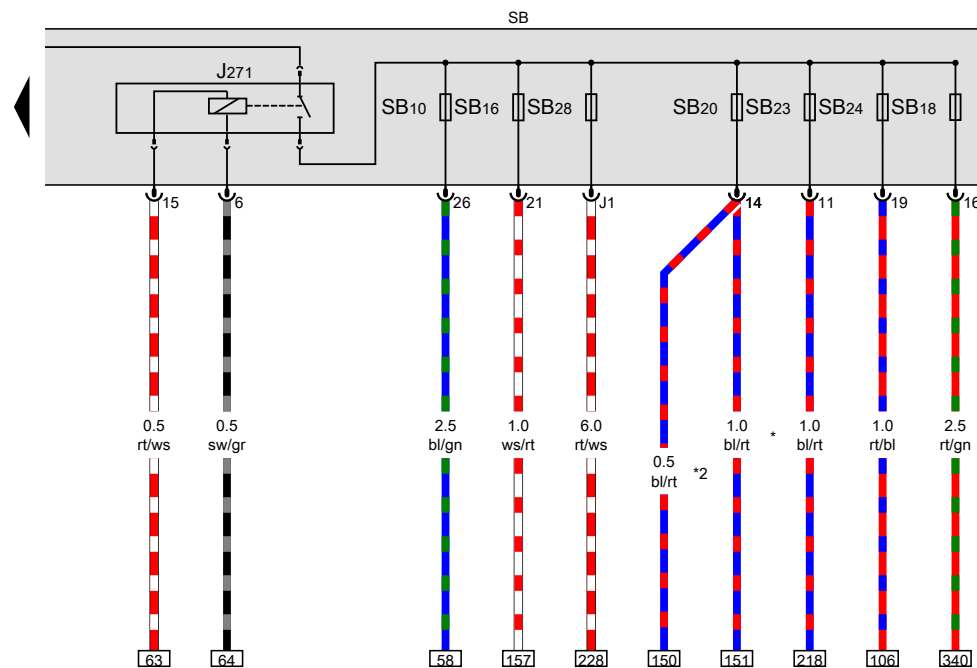 SB
J271
SB10 SB16 SB28 SB20 SB23 SB24 SB18
15 6 26 21 J1 14 11 19 16
0.5 0.5 2.5 1.0 6.0 1.0 * 1.0 1.0 2.5
rt/ws sw/gr bl/gn ws/rt rt/ws bl/rt bl/rt rt/bl rt/gn
0.5 *2
bl/rt
63 64 58 157 228 150 151 218 106 340